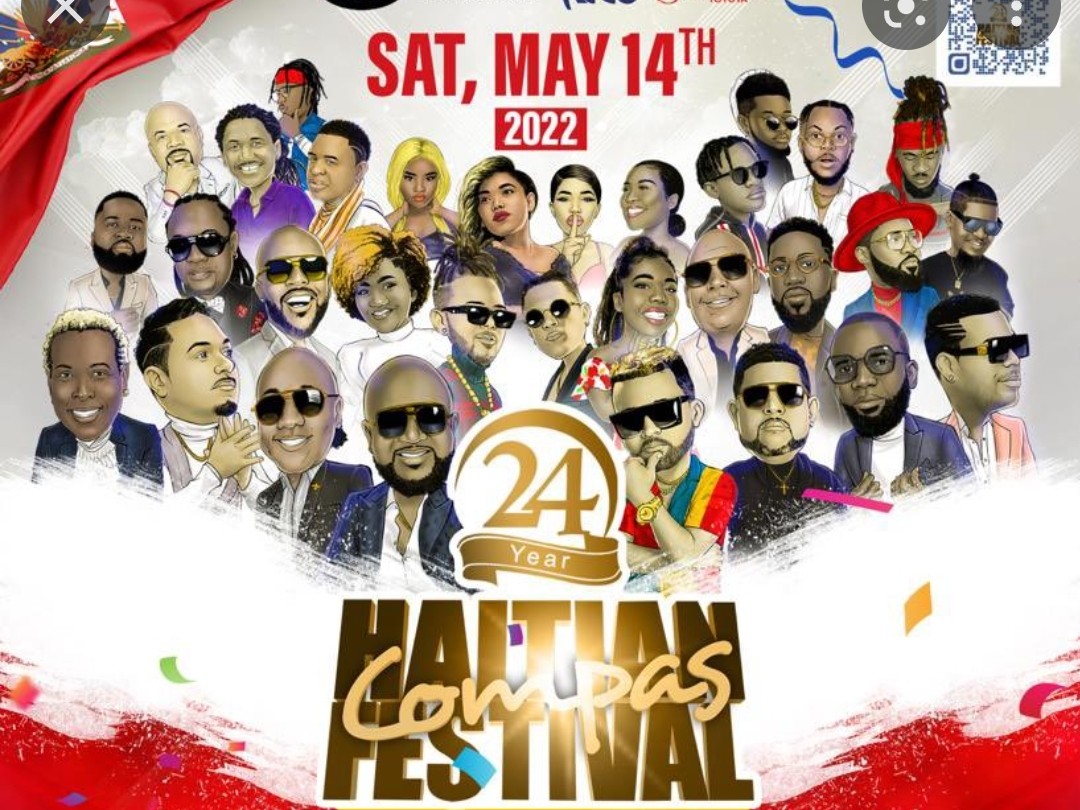 SAT, MAY 14TH
2022
24
Year
HAITIAN
Compas
FESTIVAL